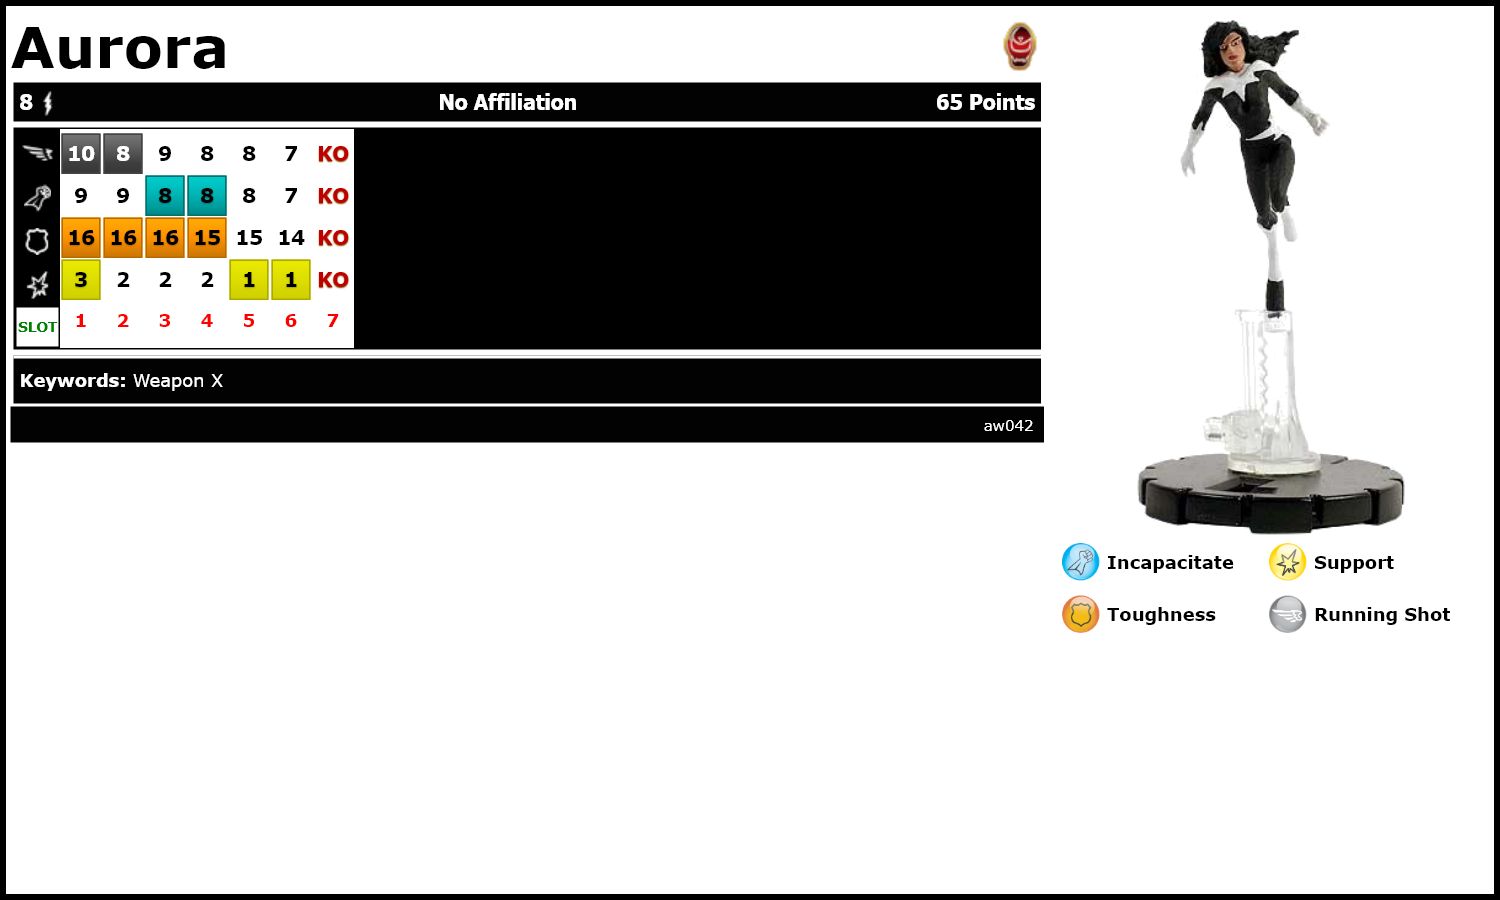 Aurora
8 No Affiliation 65 Points
10 8 9 8 8 7 KO
9 9 8 8 8 7 KO
16 16 16 15 15 14 KO
3 2 2 2 1 1 KO
SLOT 1 2 3 4 5 6 7
Keywords: Weapon X
aw042
Incapacitate Support
Toughness Running Shot